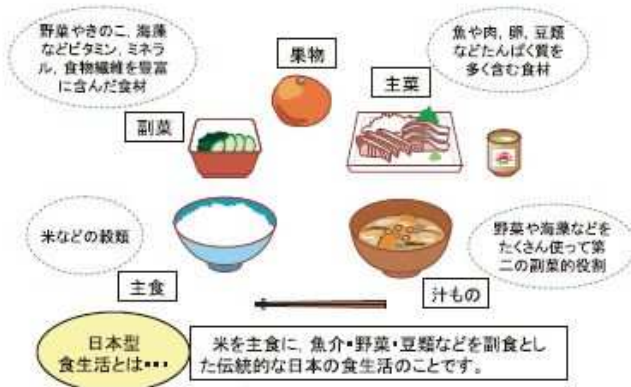 野菜やきのこ、海藻
などビタミン、ミネラ
ル、食物繊維を豊富
に含んだ食材
果物
魚や肉、卵、豆類
などたんぱく質を
多く含む食材
主菜
副菜
米などの穀類
野菜や海藻などを
たくさん使って第
二の副菜的役割
主食
汁もの
日本型
食生活とは・・・
米を主食に、魚介・野菜・豆類などを副食とし
た伝統的な日本の食生活のことです。